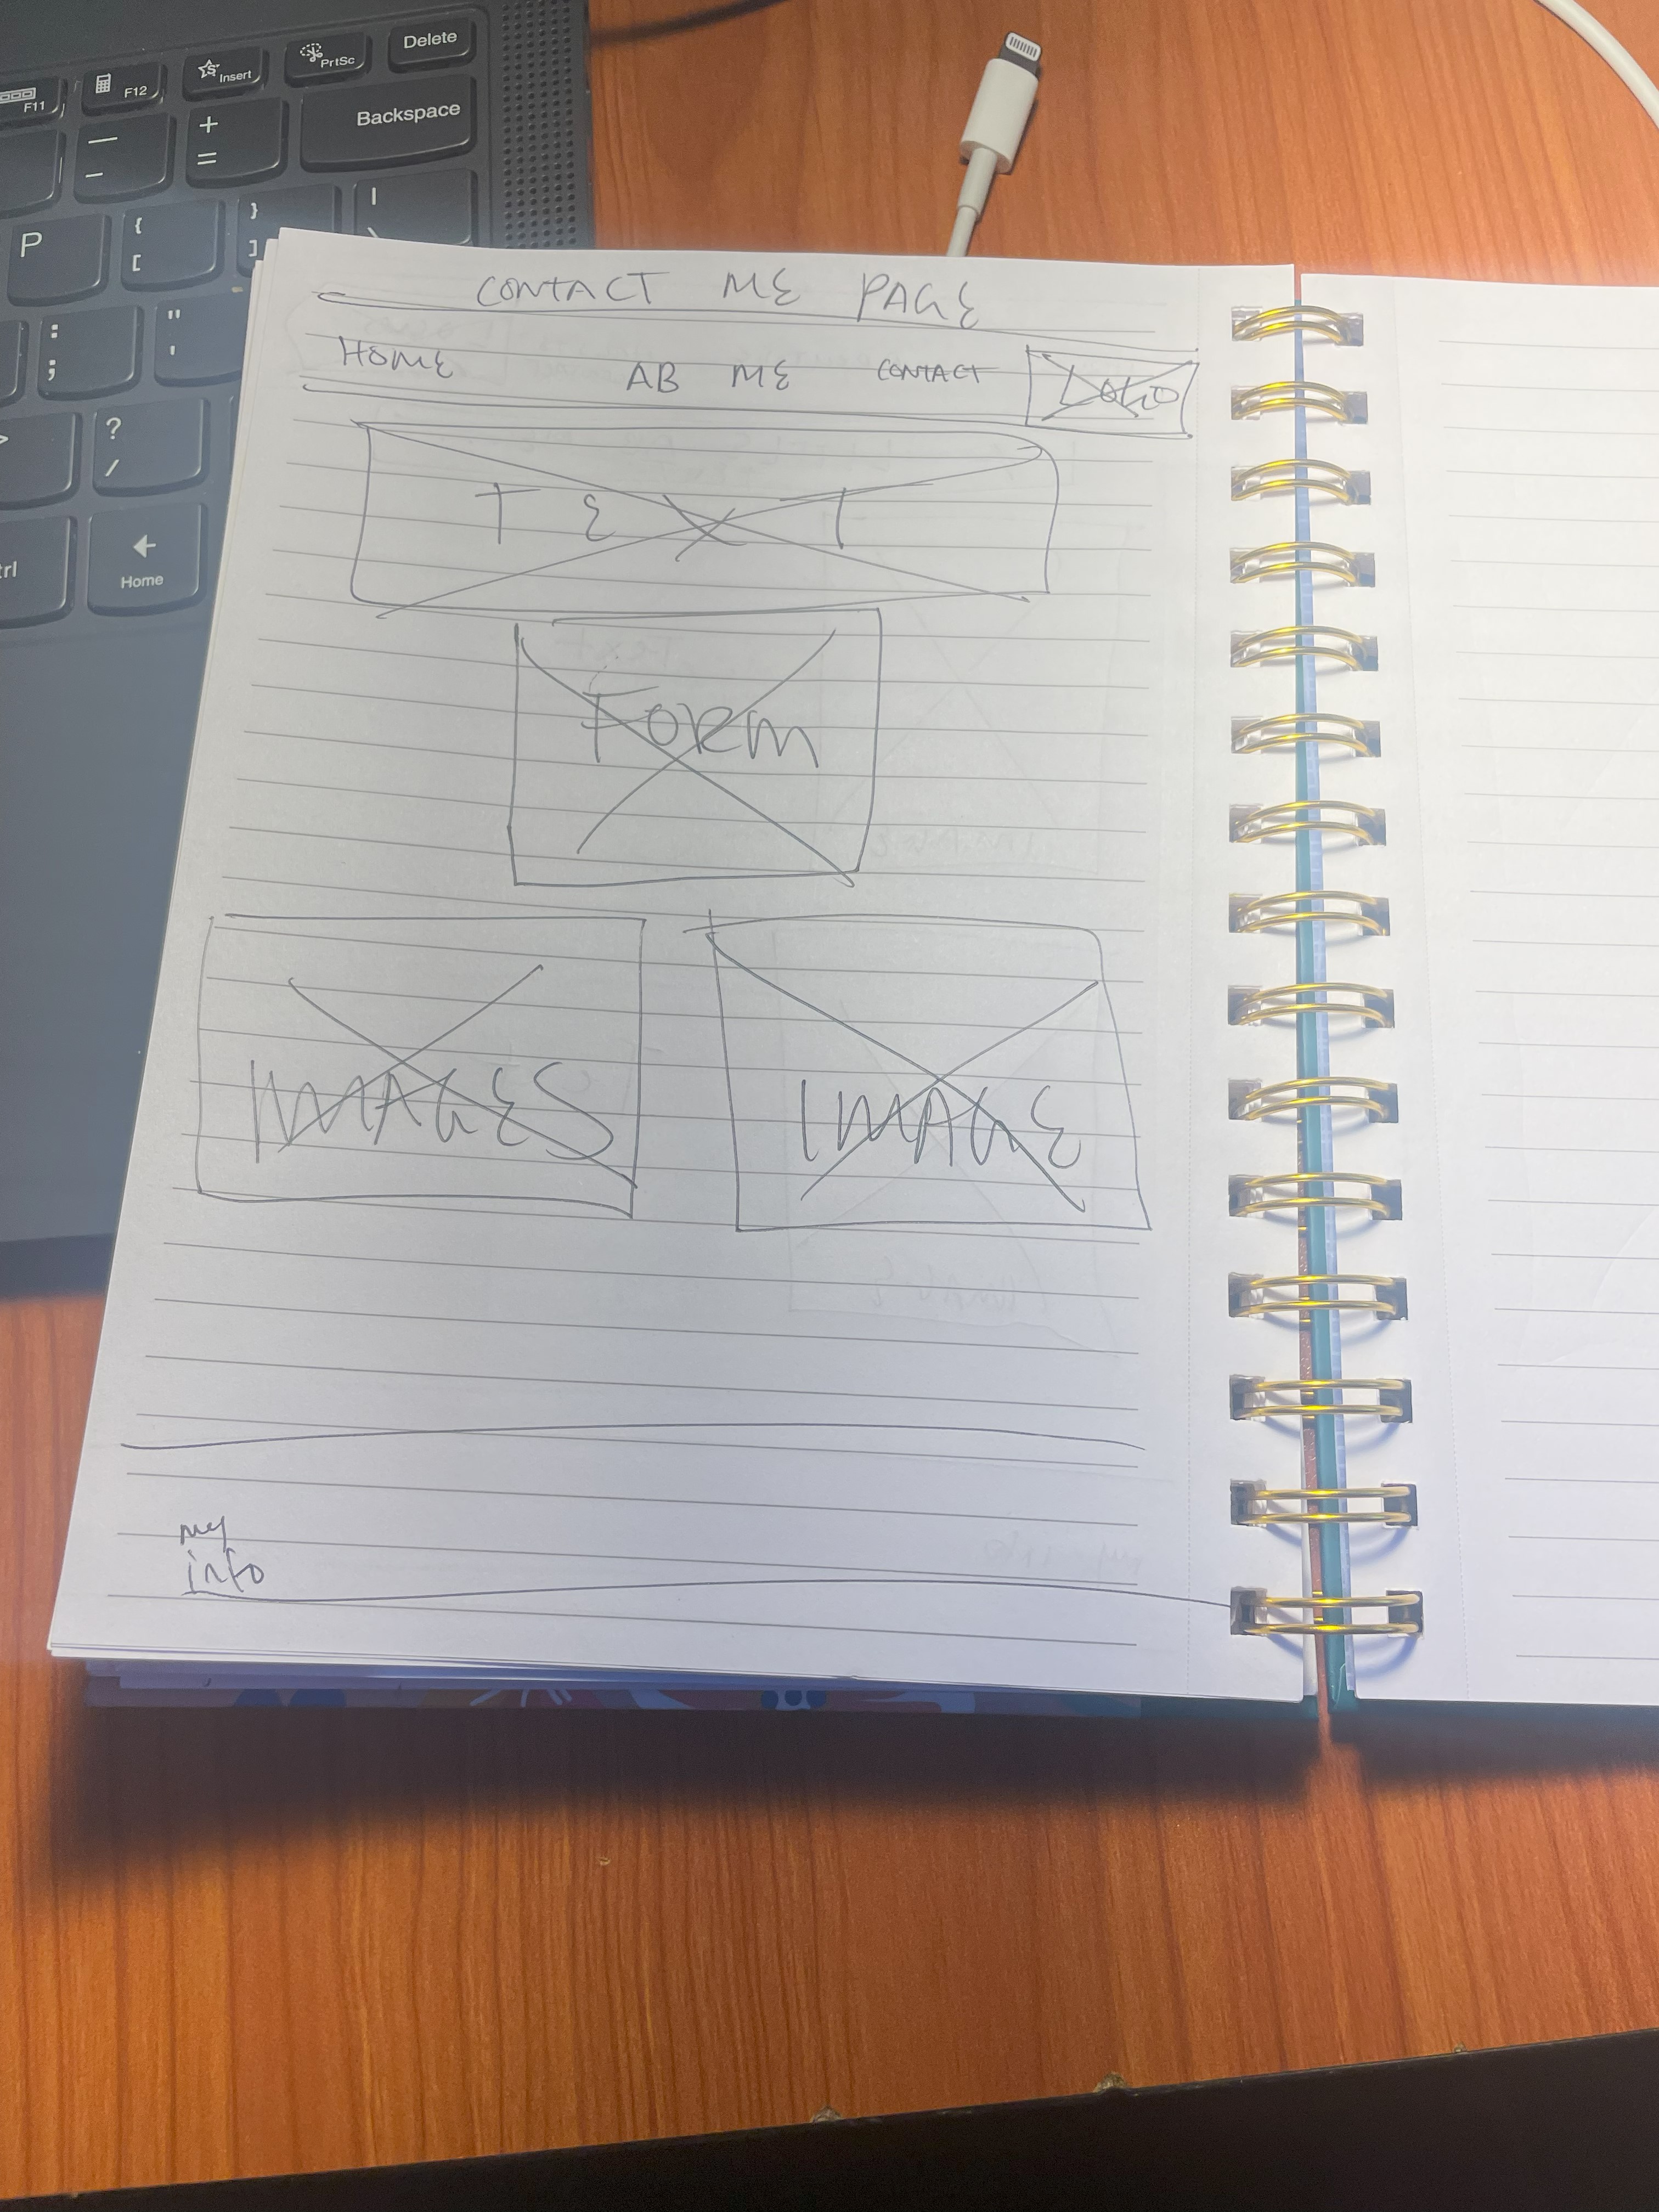 Delete
PrtSc
Insert
F12
F11
Backspace
+
=
—
-
|
\
}
]
{
[
P
"
'
:
;
?
/
Home
CONTACT ME PAGE
HOME AB ME CONTACT LOGO
TEXT
FORM
IMAGES IMAGE
my
info